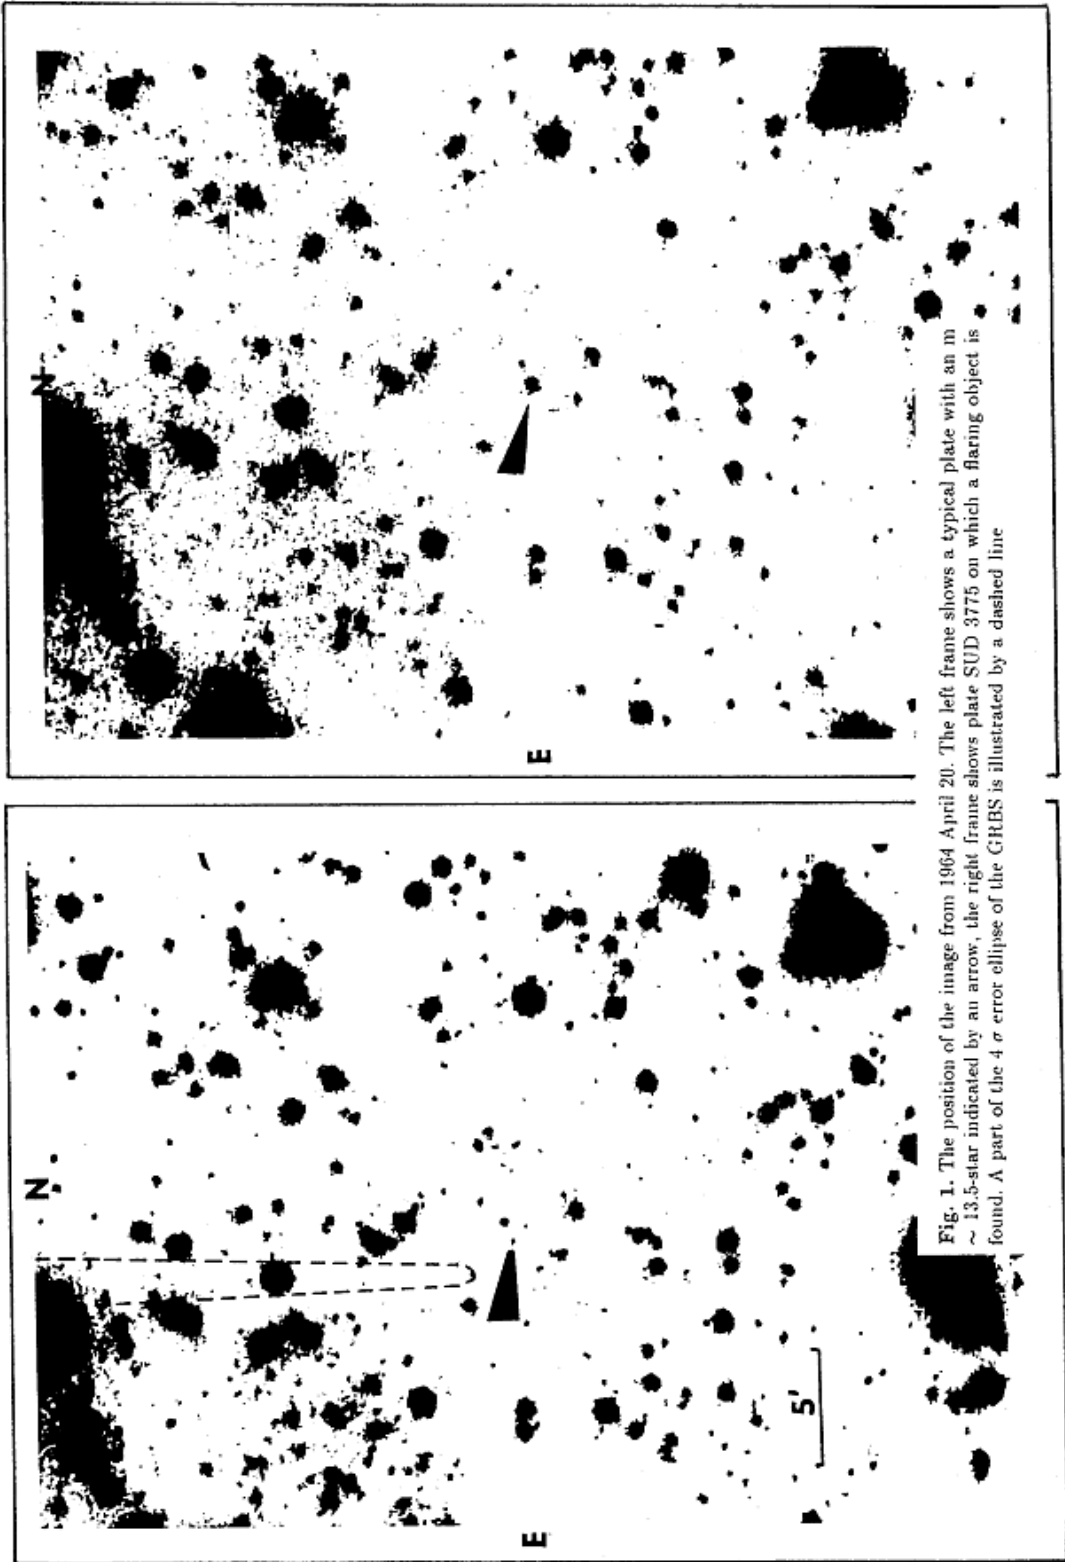 N
E
5'
N
E
Fig. 1. The position of the image from 1964 April 20. The left frame shows a typical plate with an m
~ 13.5-star indicated by an arrow, the right frame shows plate SUD 3775 on which a flaring object is
found. A part of the 4 σ error ellipse of the GRBS is illustrated by a dashed line